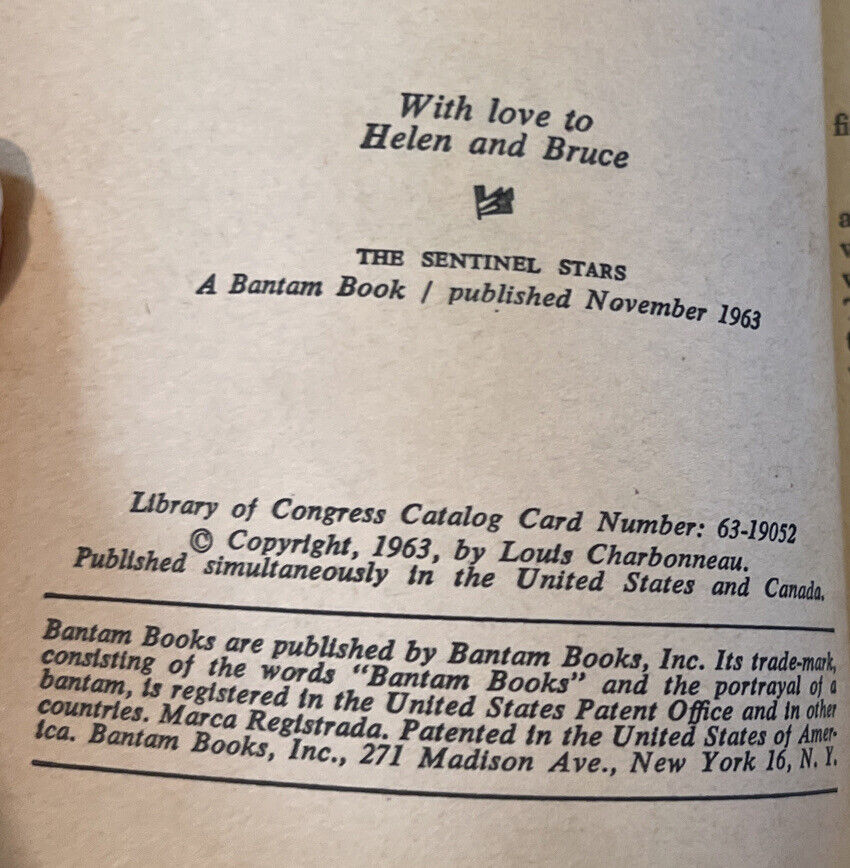 With love to
Helen and Bruce
THE SENTINEL STARS
A Bantam Book / published November 1963
Library of Congress Catalog Card Number: 63-19052
© Copyright, 1963, by Louis Charbonneau.
Published simultaneously in the United States and Canada.
Bantam Books are published by Bantam Books, Inc. Its trade-mark,
consisting of the words "Bantam Books" and the portrayal of a
bantam, is registered in the United States Patent Office and in other
countries. Marca Registrada. Patented in the United States of Amer-
ica. Bantam Books, Inc., 271 Madison Ave., New York 16, N. Y.